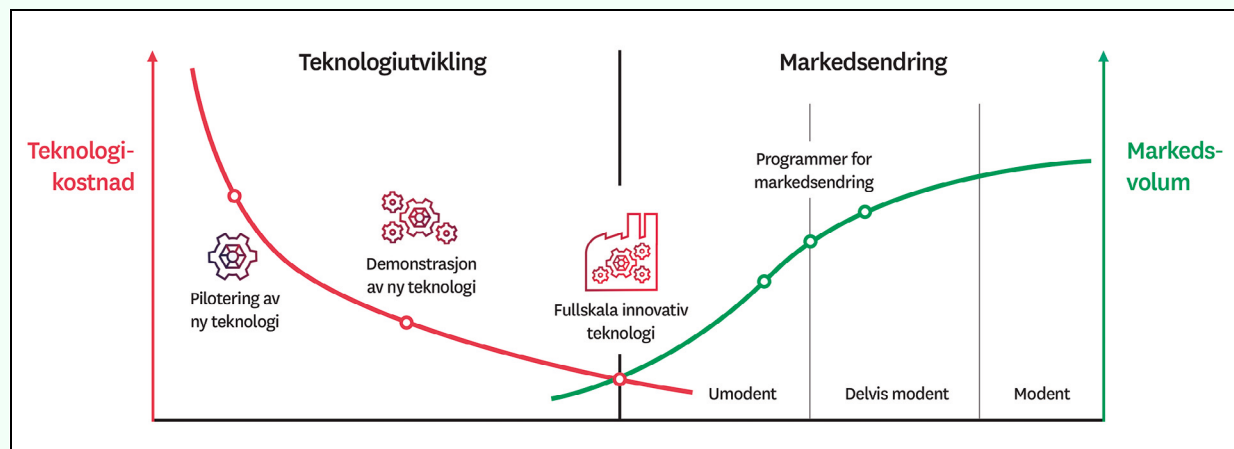 Teknologiutvikling
Markedsendring
Teknologi-
kostnad
Markeds-
volum
Programmer for
markedsendring
Pilotering av
ny teknologi
Demonstrasjon
av ny teknologi
Fullskala innovativ
teknologi
Umodent
Delvis modent
Modent